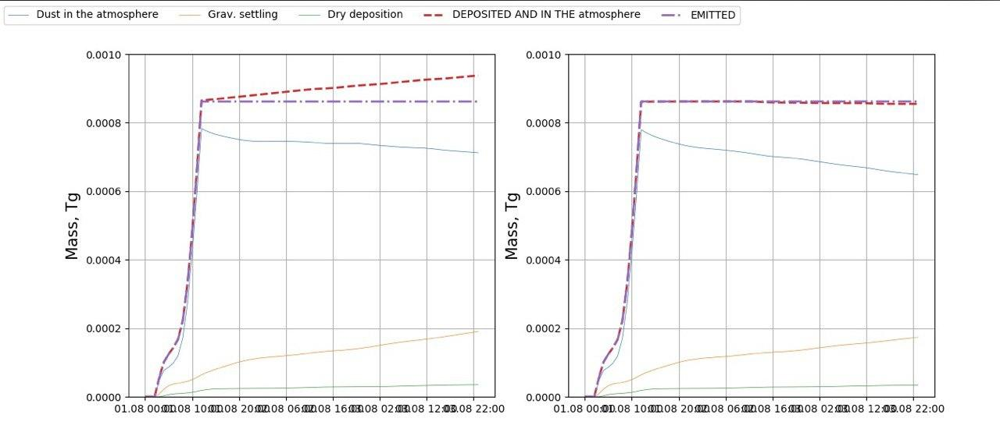 Dust in the atmosphere Grav. settling Dry deposition DEPOSITED AND IN THE atmosphere EMITTED
Mass, Tg
0.0010
0.0008
0.0006
0.0004
0.0002
0.0000
01.08 00:00 01.08 10:00 01.08 20:00 02.08 06:00 02.08 16:00 03.08 02:00 03.08 12:00 03.08 22:00
Mass, Tg
0.0010
0.0008
0.0006
0.0004
0.0002
0.0000
01.08 00:00 01.08 10:00 01.08 20:00 02.08 06:00 02.08 16:00 03.08 02:00 03.08 12:00 03.08 22:00